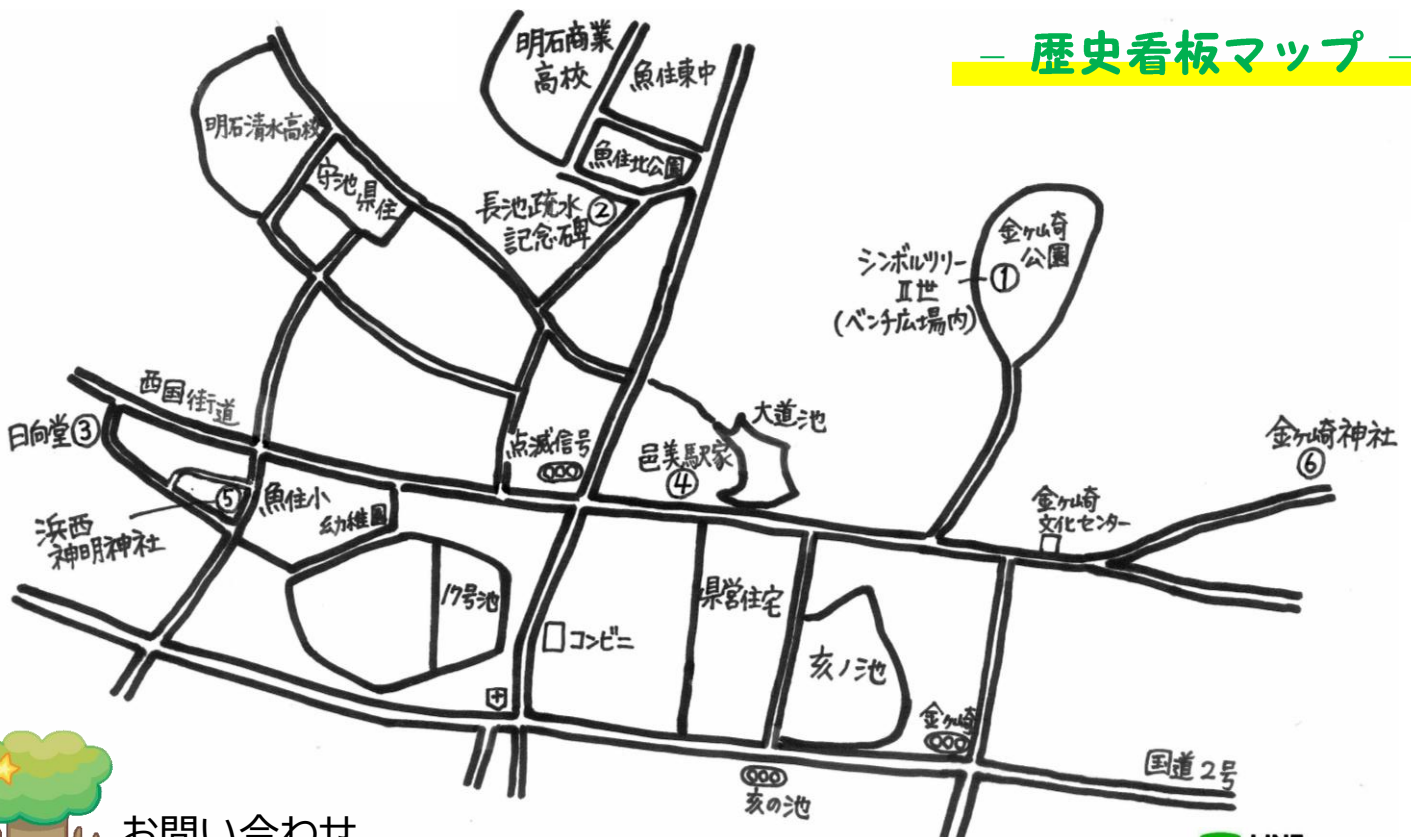 歴史看板マップ
明石商業
高校
魚住東中
明石清水高校
守池県住
魚住北公園
長池疏水
記念碑
②
金ヶ崎
公園
シンボルツリー
Ⅱ世
(ベンチ広場内)
①
西国街道
日向堂③
点滅信号
大道池
邑美駅家
④
金ヶ崎神社
⑥
⑤
魚住小
幼稚園
浜西
神明神社
金ヶ崎
文化センター
17号池
コンビニ
県営住宅
亥ノ池
金ヶ崎
国道2号
亥の池
お問い合わせ